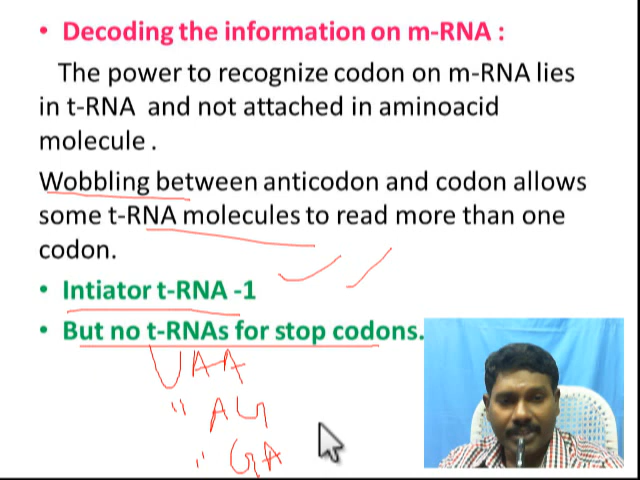 • Decoding the information on m-RNA :
The power to recognize codon on m-RNA lies
in t-RNA and not attached in aminoacid
molecule .
Wobbling between anticodon and codon allows
some t-RNA molecules to read more than one
codon.
• Intiator t-RNA -1
• But no t-RNAs for stop codons.
UAA
" AG
" GA